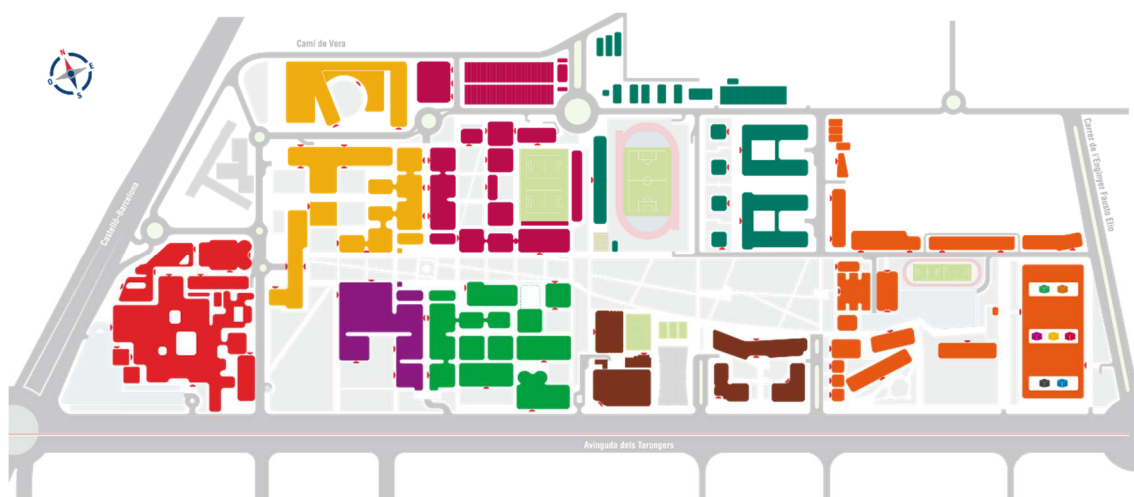 Camí de Vera
N
E
O
S
Castelló-Barcelona
Carrer de l'Enginyer Fausto Elio
Avinguda dels Tarongers